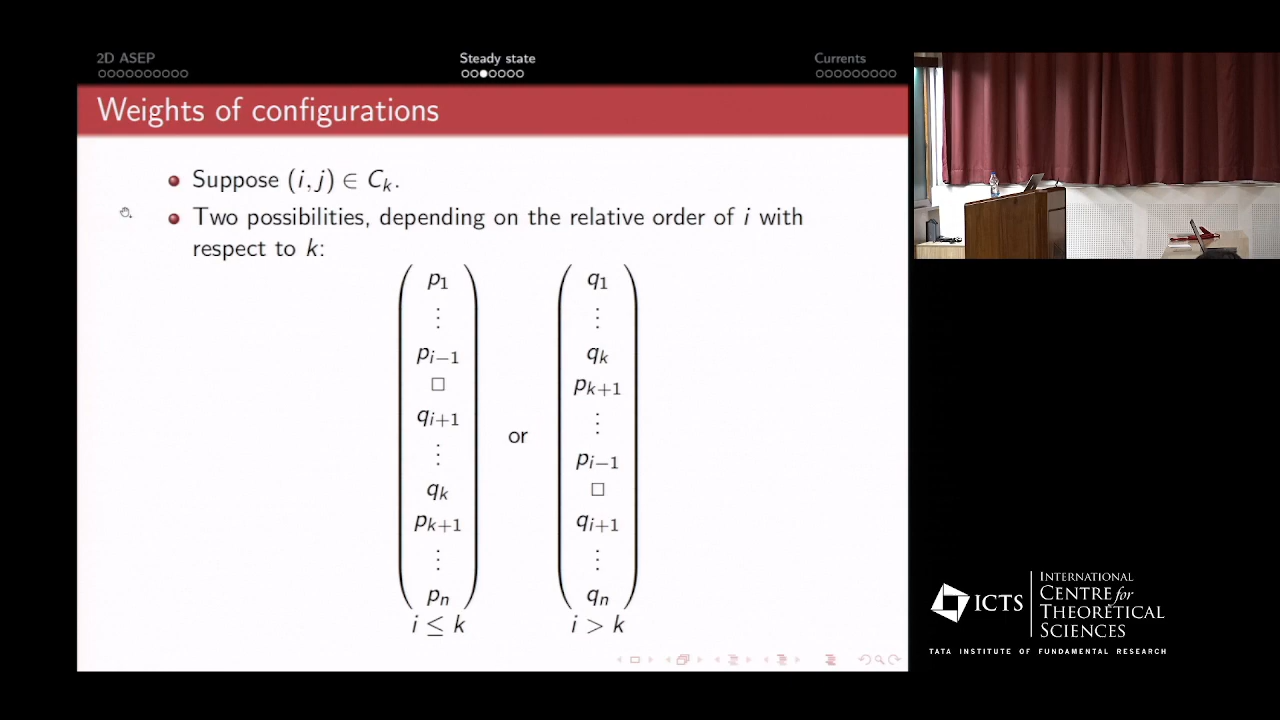 2D ASEP
Steady state
Currents
Weights of configurations
Suppose (i, j) ∈ C_k.
Two possibilities, depending on the relative order of i with
respect to k:
p_1
⋮
p_{i−1}
□
q_{i+1}
⋮
q_k
p_{k+1}
⋮
p_n
i ≤ k
or
q_1
⋮
q_k
p_{k+1}
⋮
p_{i−1}
□
q_{i+1}
⋮
q_n
i > k
ICTS
INTERNATIONAL
CENTRE for
THEORETICAL
SCIENCES
TATA INSTITUTE OF FUNDAMENTAL RESEARCH